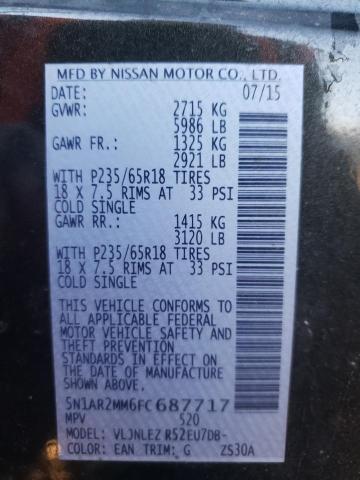 MFD BY NISSAN MOTOR CO., LTD.
DATE: 07/15
GVWR: 2715 KG
5986 LB
GAWR FR.: 1325 KG
2921 LB
WITH P235/65R18 TIRES
18 X 7.5 RIMS AT 33 PSI
COLD SINGLE
GAWR RR.: 1415 KG
3120 LB
WITH P235/65R18 TIRES
18 X 7.5 RIMS AT 33 PSI
COLD SINGLE
THIS VEHICLE CONFORMS TO
ALL APPLICABLE FEDERAL
MOTOR VEHICLE SAFETY AND
THEFT PREVENTION
STANDARDS IN EFFECT ON
THE DATE OF MANUFACTURE
SHOWN ABOVE.
5N1AR2MM6FC687717
MPV 520
MODEL: VLJNLEZ R52EU7DB-
COLOR: EAN TRIM: G ZS30A